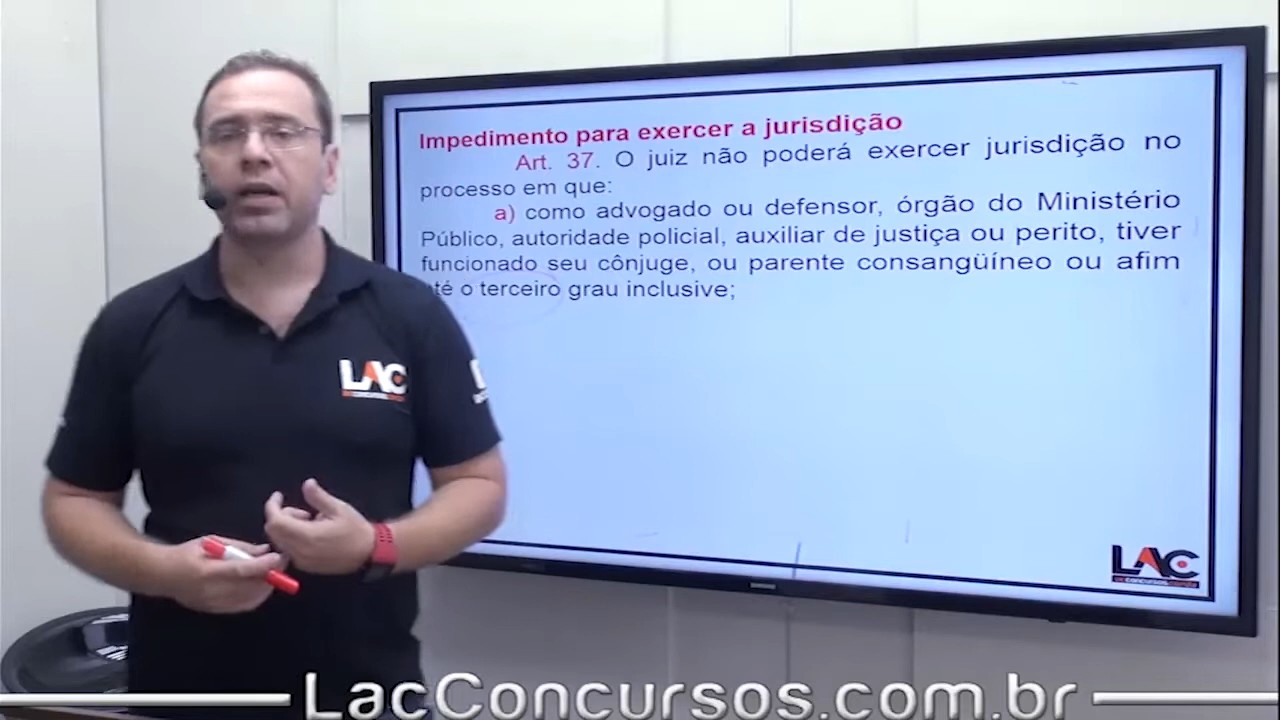 Impedimento para exercer a jurisdição
Art. 37. O juiz não poderá exercer jurisdição no
processo em que:
a) como advogado ou defensor, órgão do Ministério
Público, autoridade policial, auxiliar de justiça ou perito, tiver
funcionado seu cônjuge, ou parente consangüíneo ou afim
té o terceiro grau inclusive;
LAC
LAC
LacConcursos.com.br